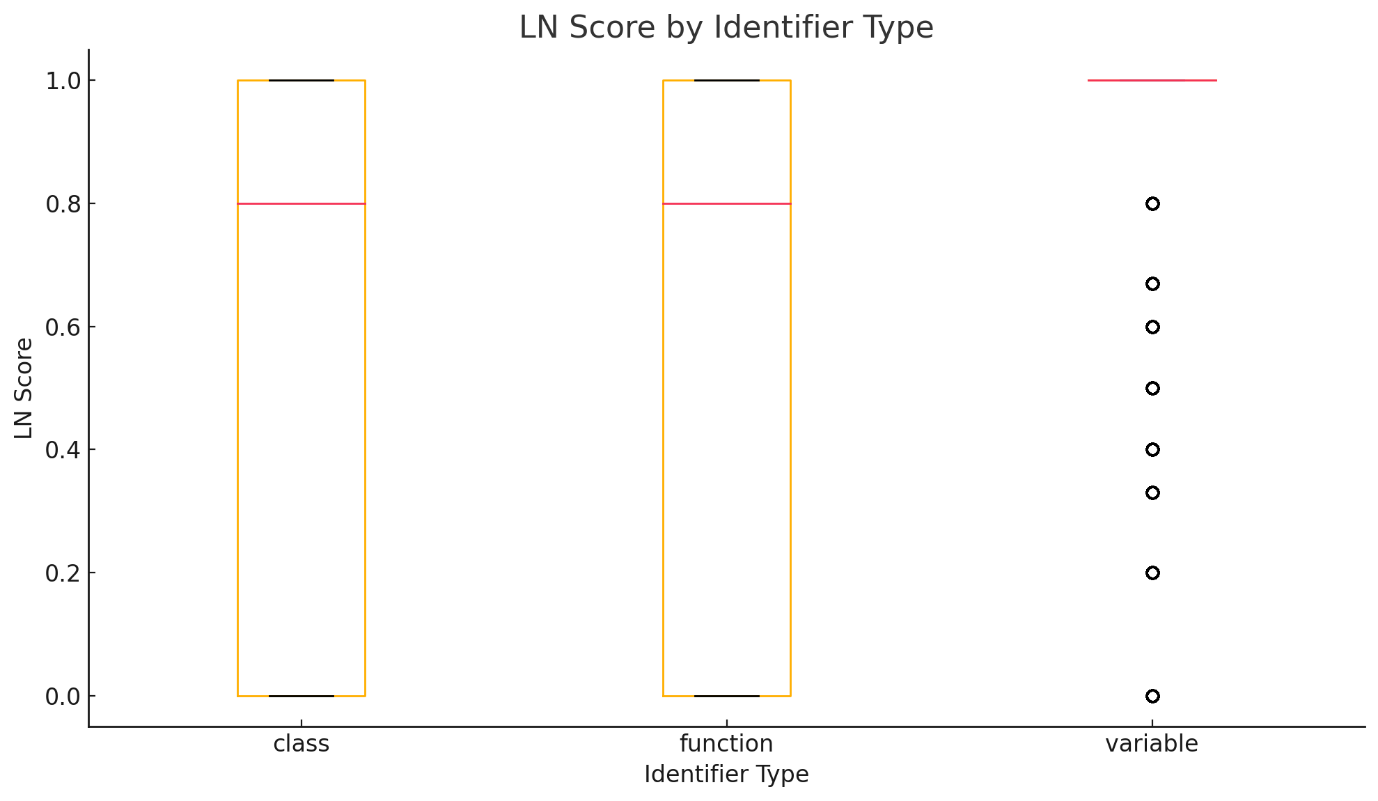 LN Score by Identifier Type
1.0
0.8
0.6
0.4
0.2
0.0
LN Score
class
function
variable
Identifier Type